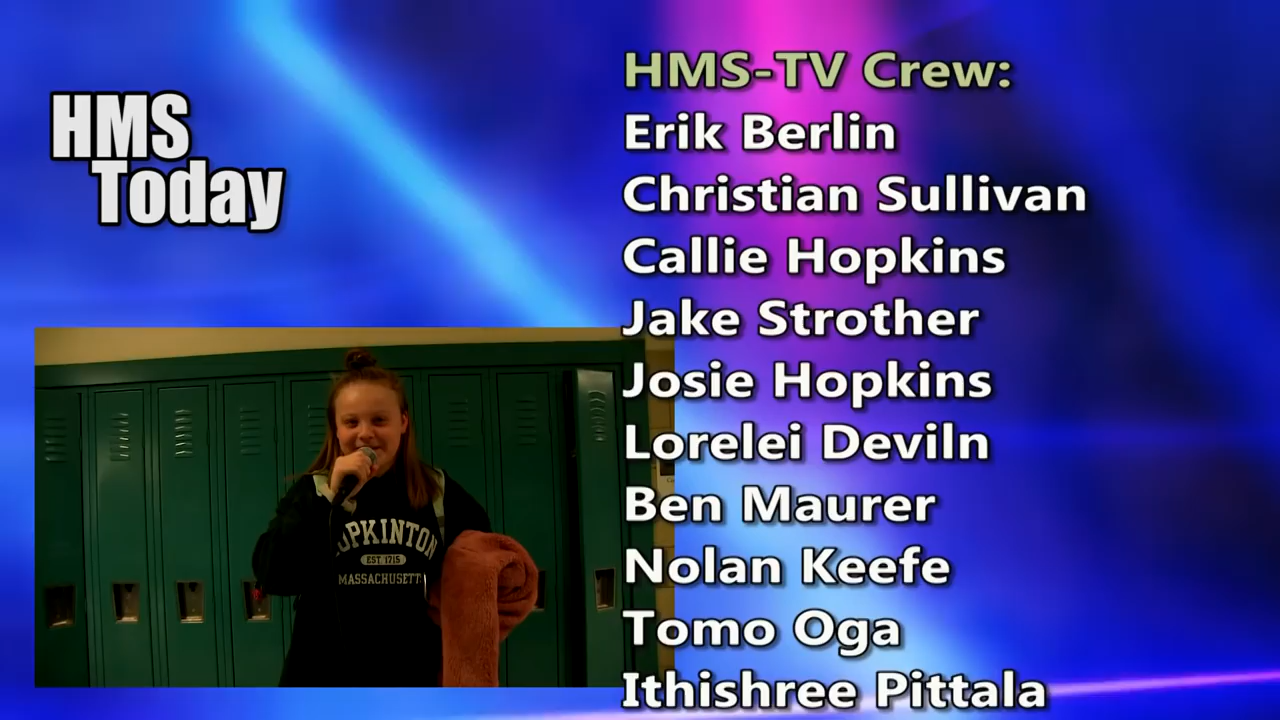 HMS
Today
HMS-TV Crew:
Erik Berlin
Christian Sullivan
Callie Hopkins
Jake Strother
Josie Hopkins
Lorelei Deviln
Ben Maurer
Nolan Keefe
Tomo Oga
Ithishree Pittala
OPKINTON
EST. 1715
MASSACHUSETT